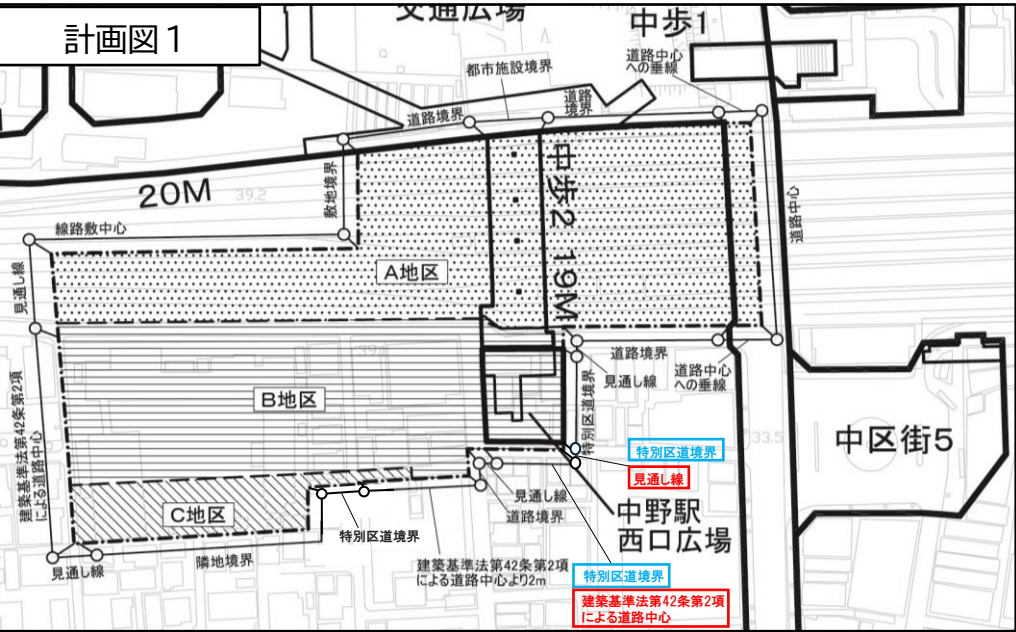 計画図1
交通広場
中歩1
都市施設境界
道路中心
への垂線
道路境界
道路
境界
20M
39.2
敷地境界
中歩2 19M
道路中心
線路敷中心
見通し線
A地区
道路境界
見通し線
道路中心
への垂線
建築基準法第42条第2項
による道路中心
B地区
特別区道境界
33.5
中区街5
特別区道境界
見通し線
C地区
見通し線
道路境界
中野駅
西口広場
特別区道境界
隣地境界
見通し線
建築基準法第42条第2項
による道路中心より2m
特別区道境界
建築基準法第42条第2項
による道路中心